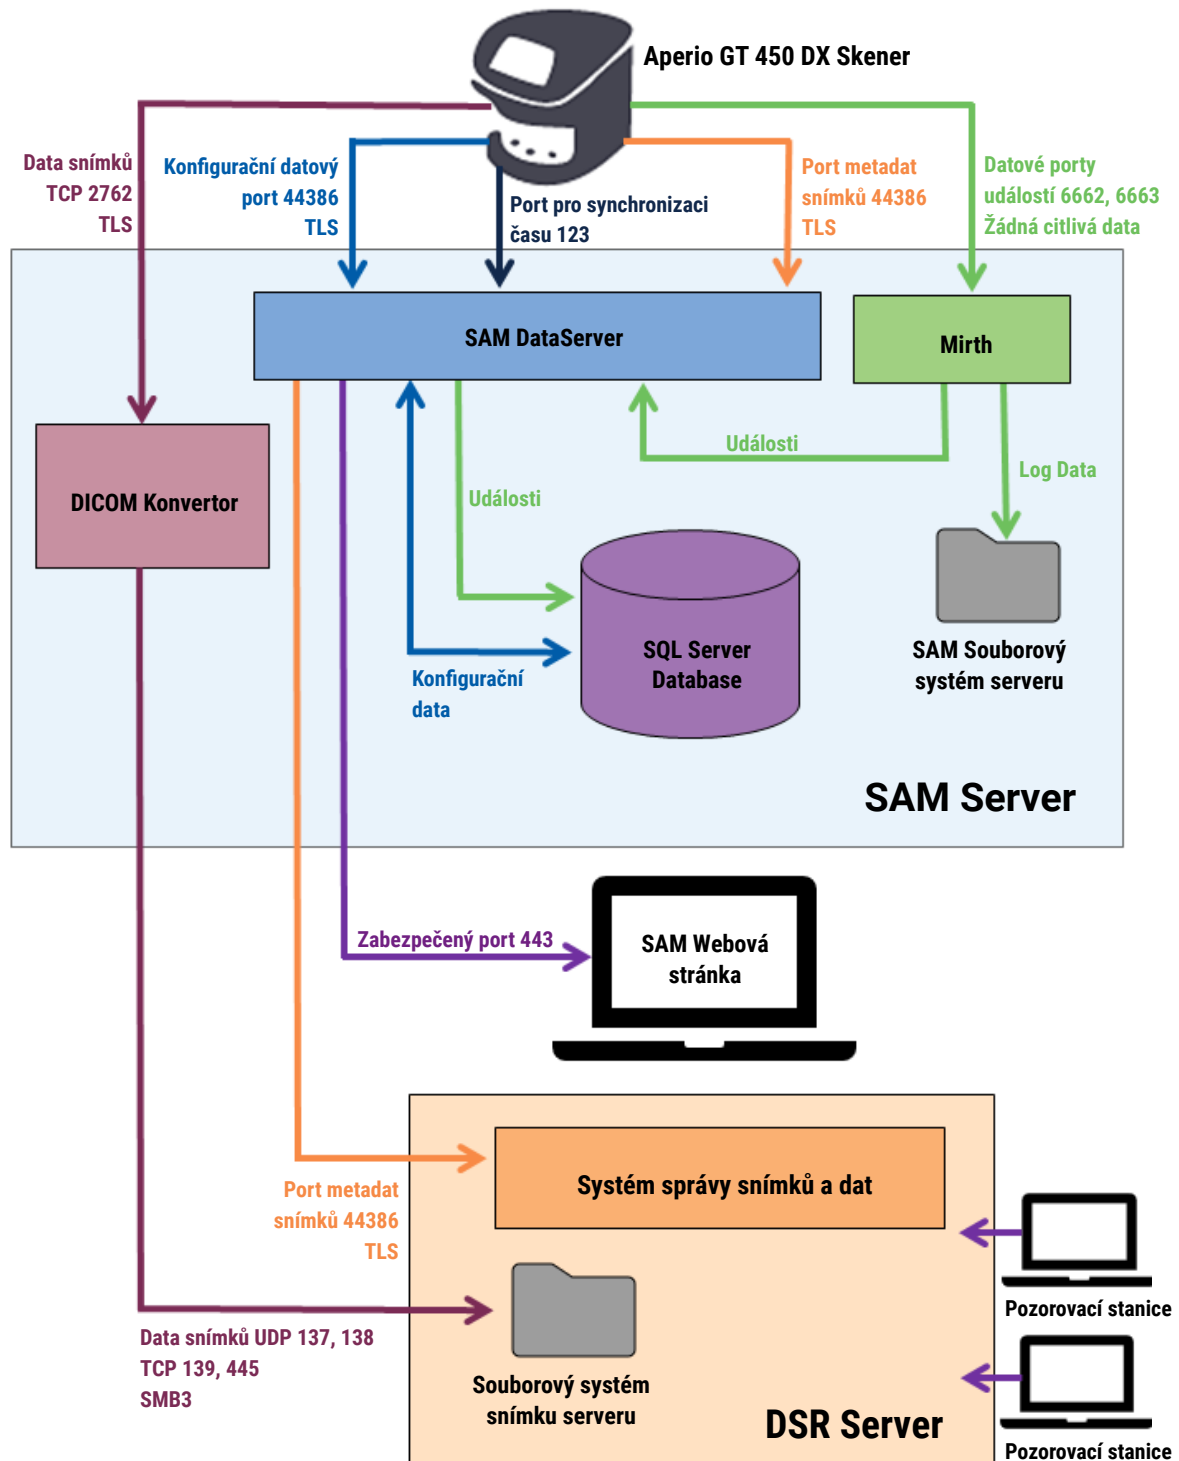 Aperio GT 450 DX Skener
Data snímků
TCP 2762
TLS
Konfigurační datový
port 44386
TLS
Port pro synchronizaci
času 123
Port metadat
snímků 44386
TLS
Datové porty
událostí 6662, 6663
Žádná citlivá data
SAM DataServer
Mirth
Události
Log Data
DICOM Konvertor
Události
SQL Server
Database
SAM Souborový
systém serveru
Konfigurační
data
SAM Server
Zabezpečený port 443
SAM Webová
stránka
Systém správy snímků a dat
Port metadat
snímků 44386
TLS
Pozorovací stanice
Data snímků UDP 137, 138
TCP 139, 445
SMB3
Souborový systém
snímku serveru
DSR Server
Pozorovací stanice